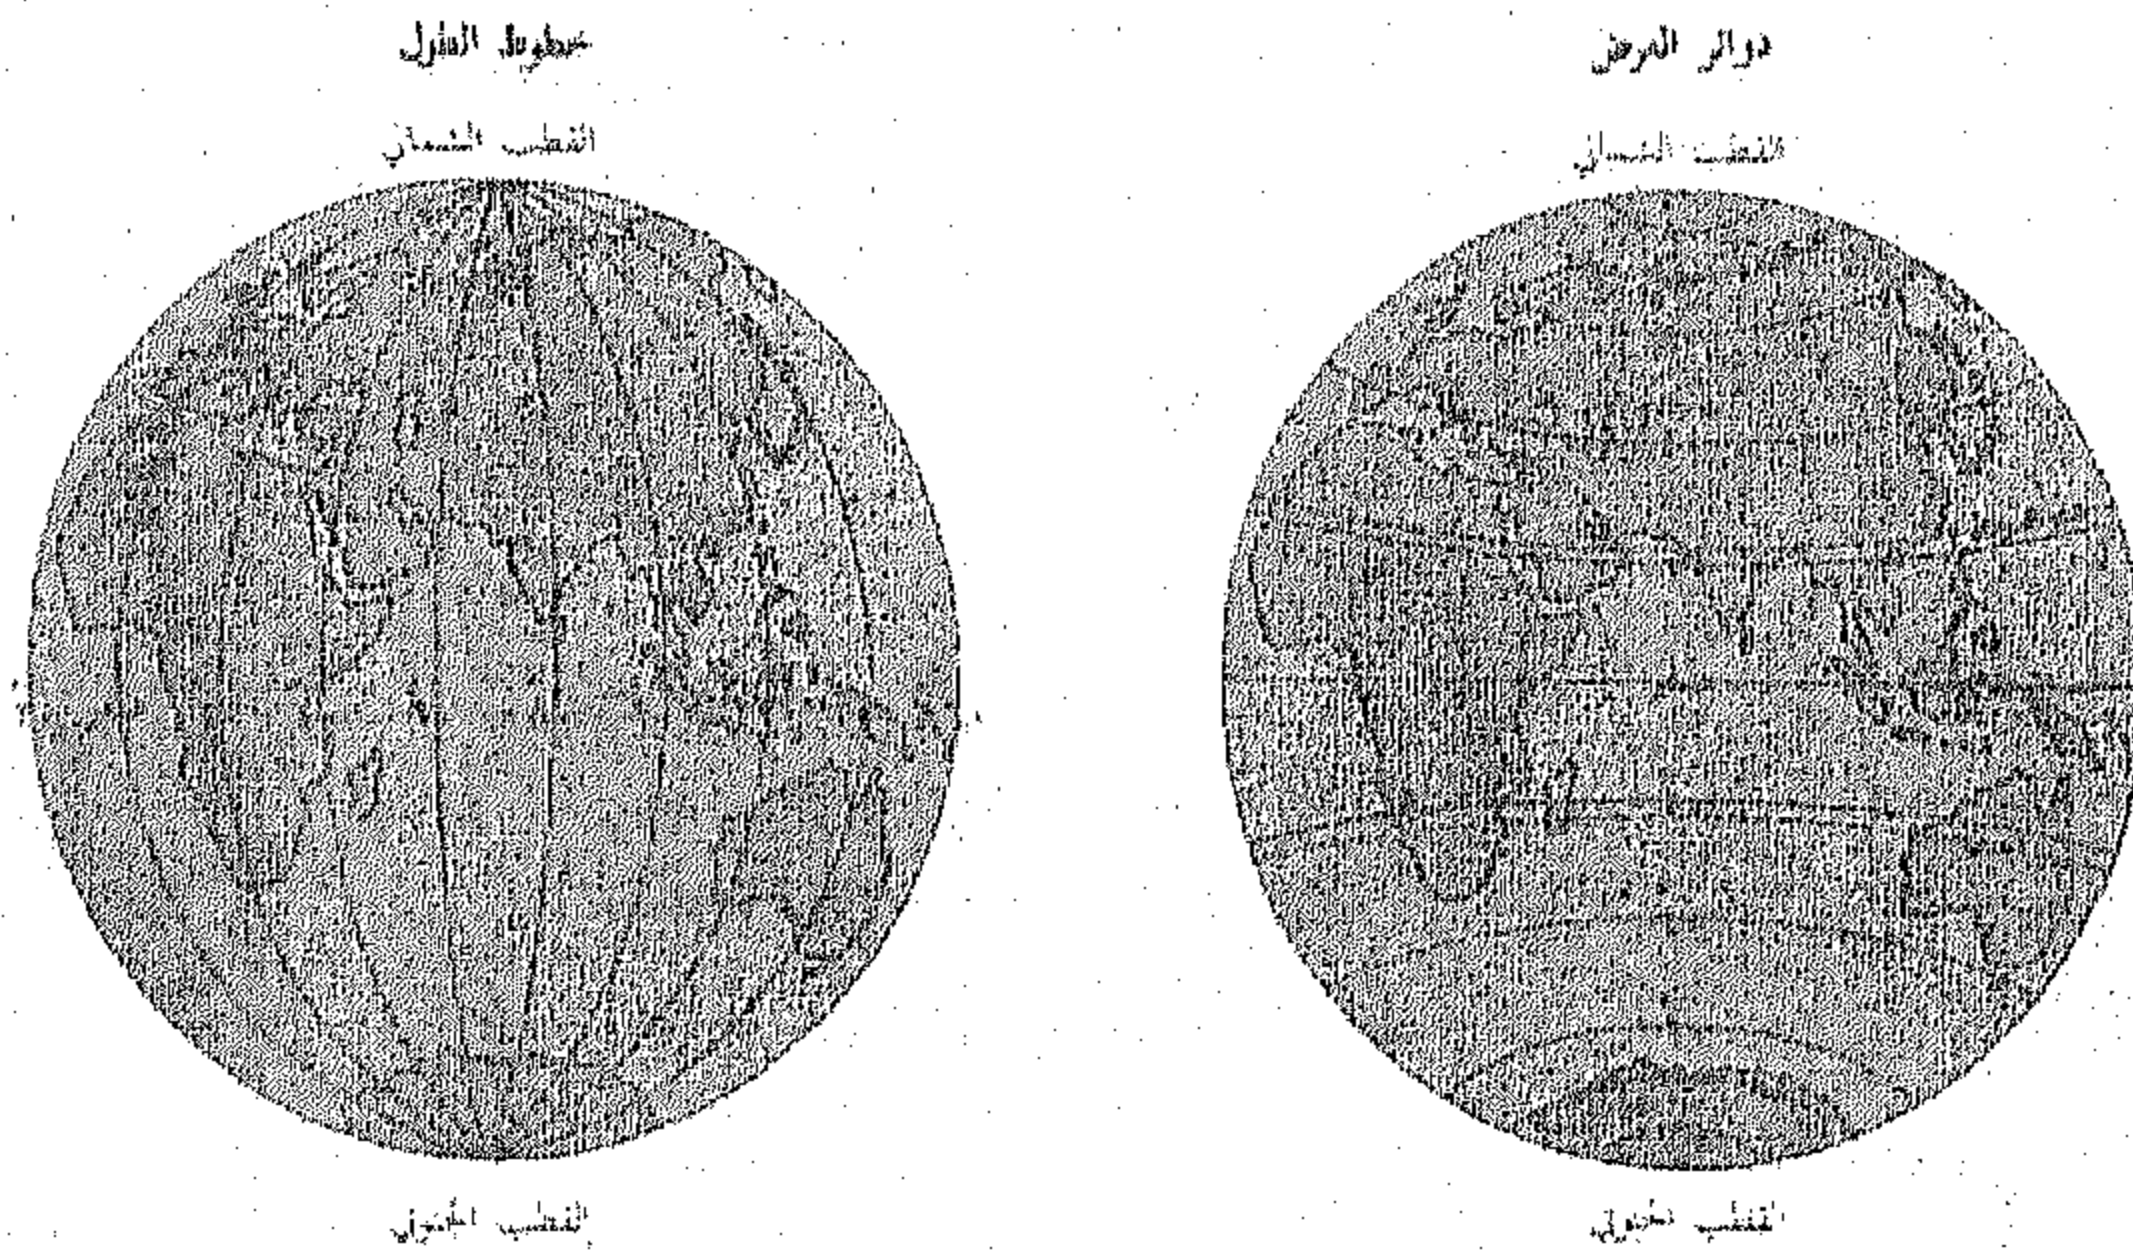 دوائر العرض
القطب الشمالي
القطب الجنوبي
خطوط الطول
القطب الشمالي
القطب الجنوبي